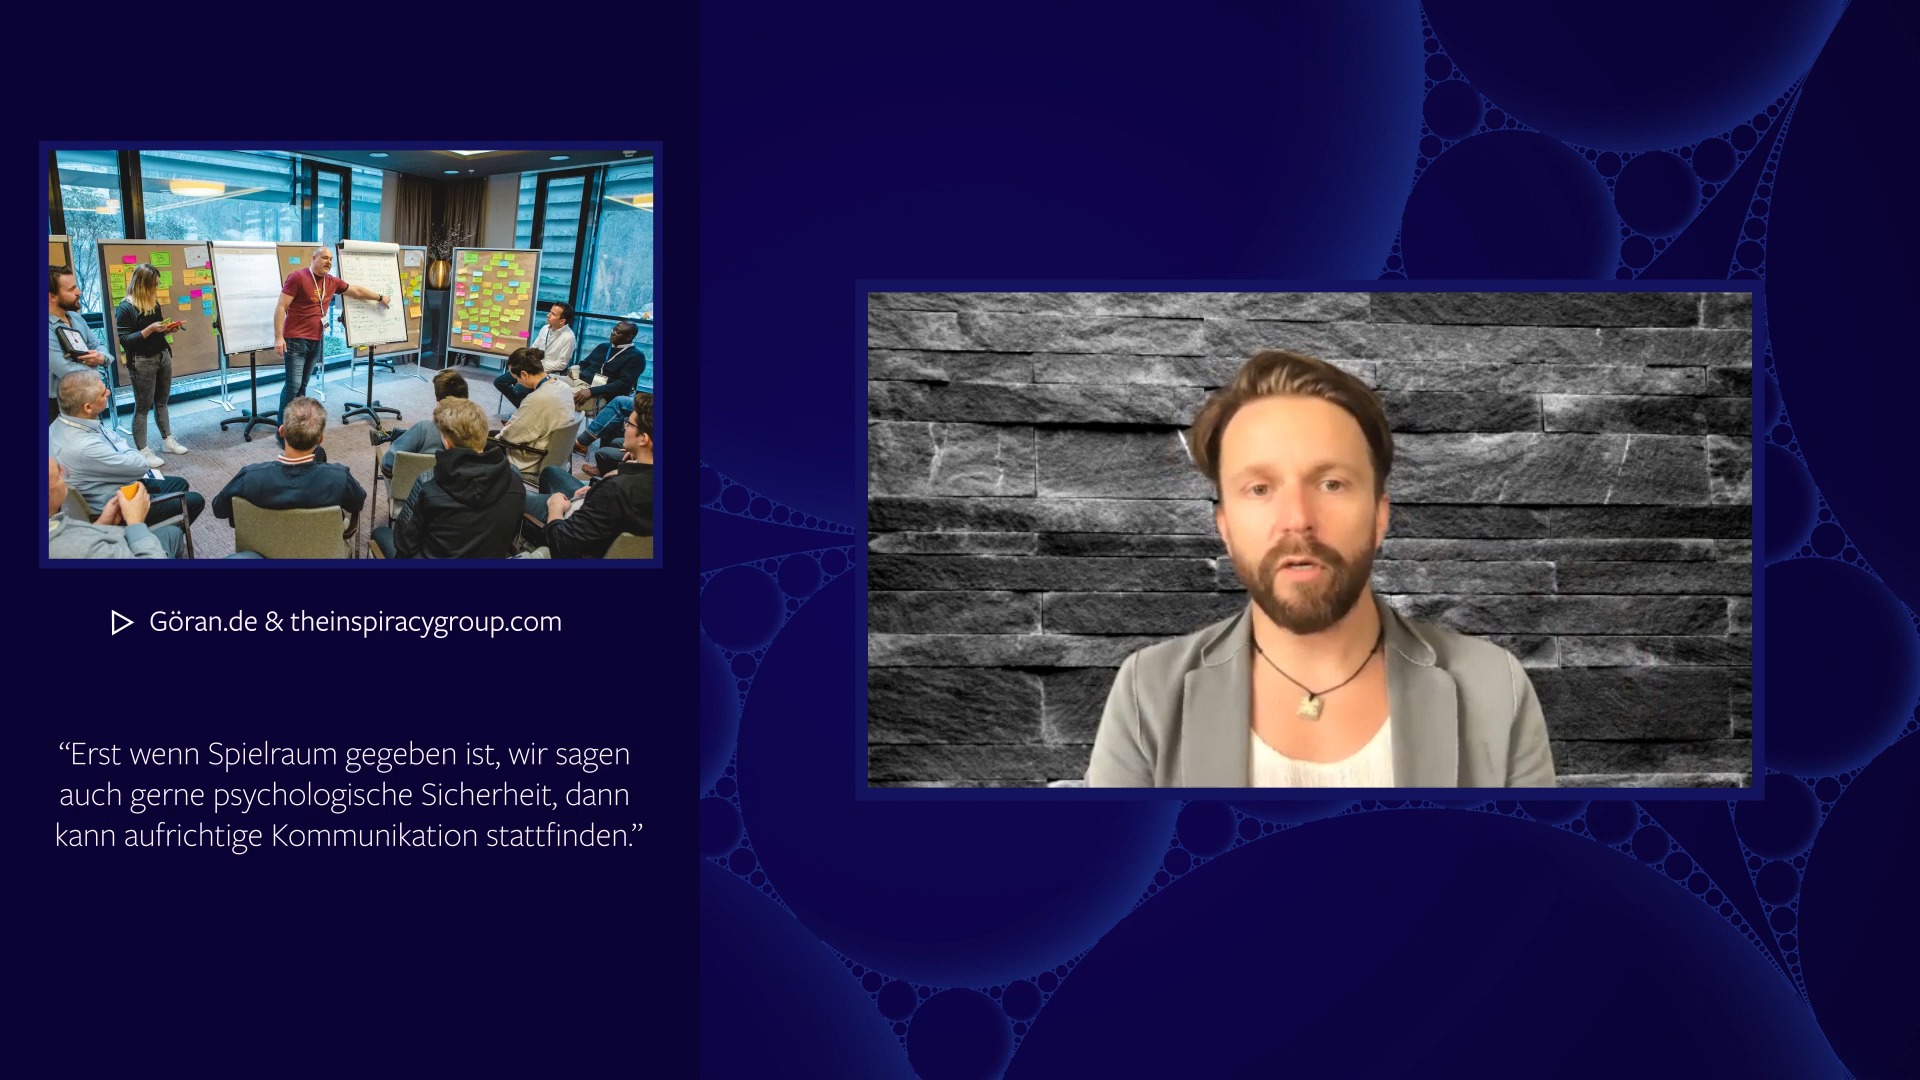 Göran.de & theinspiracygroup.com
“Erst wenn Spielraum gegeben ist, wir sagen
auch gerne psychologische Sicherheit, dann
kann aufrichtige Kommunikation stattfinden.”